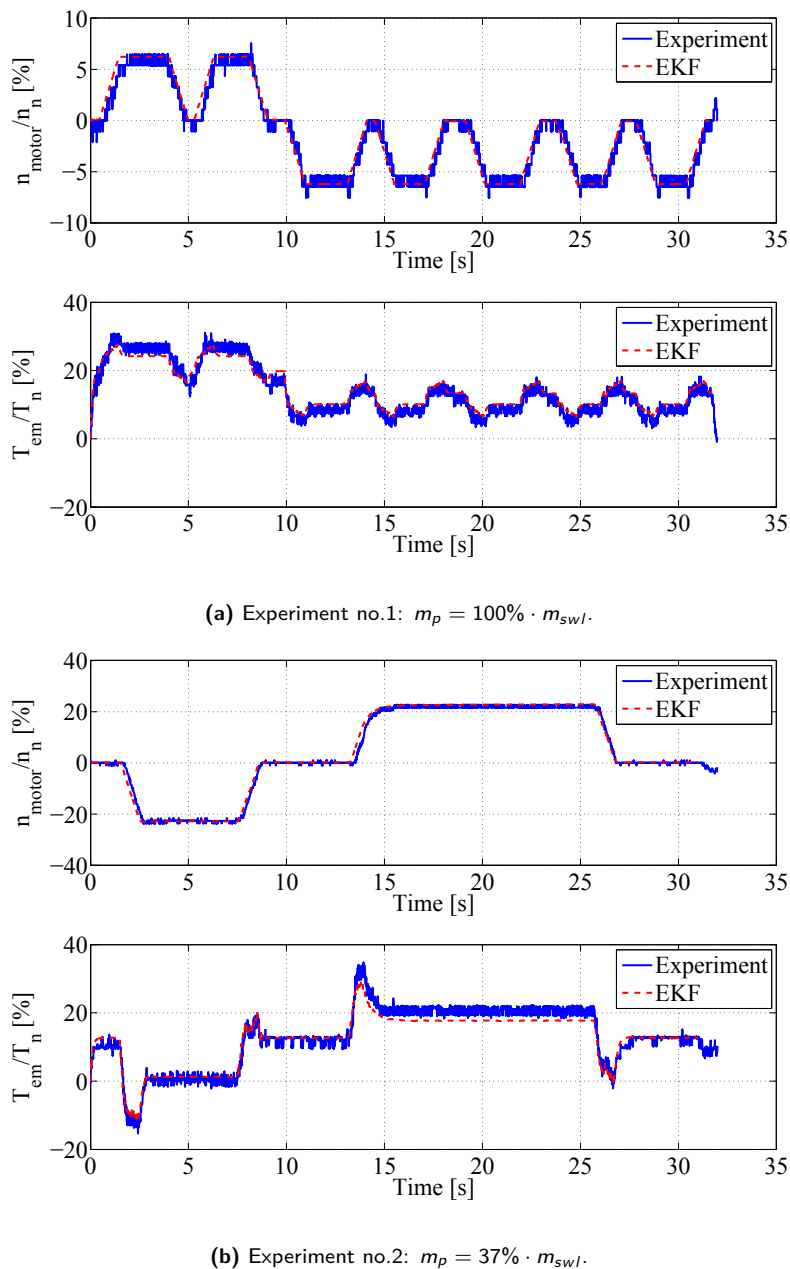 10
5
0
−5
−10
n_motor/n_n [%]
0 5 10 15 20 25 30 35
Time [s]
Experiment
EKF
40
20
0
−20
T_em/T_n [%]
0 5 10 15 20 25 30 35
Time [s]
Experiment
EKF
(a) Experiment no.1: m_p = 100% · m_swl.
40
20
0
−20
−40
n_motor/n_n [%]
0 5 10 15 20 25 30 35
Time [s]
Experiment
EKF
40
20
0
−20
T_em/T_n [%]
0 5 10 15 20 25 30 35
Time [s]
Experiment
EKF
(b) Experiment no.2: m_p = 37% · m_swl.